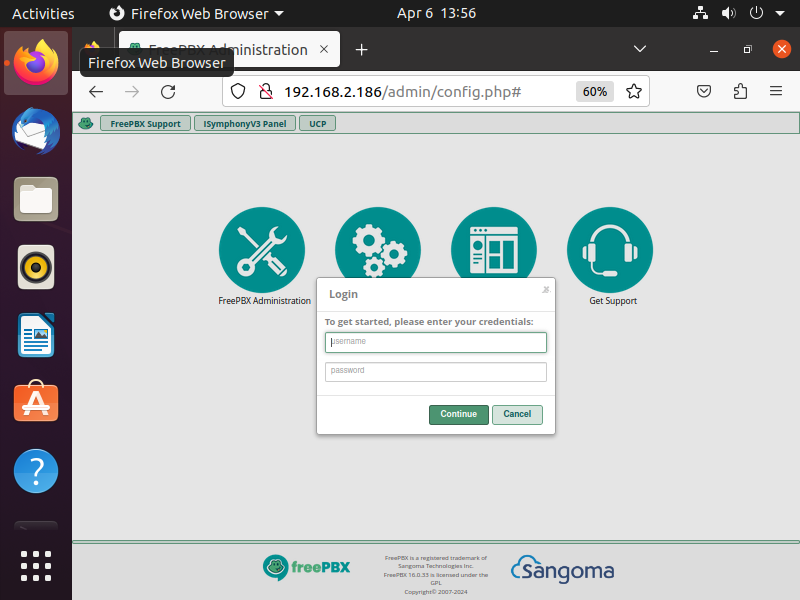 Activities
Firefox Web Browser
Apr 6 13:56
FreePBX Administration
Firefox Web Browser
192.168.2.186/admin/config.php#
60%
FreePBX Support
ISymphonyV3 Panel
UCP
FreePBX Administration
Get Support
Login
To get started, please enter your credentials:
username
password
Continue
Cancel
freePBX
FreePBX is a registered trademark of
Sangoma Technologies Inc.
FreePBX 16.0.33 is licensed under the
GPL
Copyright© 2007-2024
Sangoma